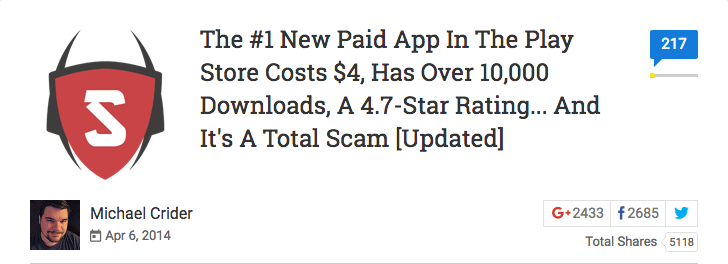 The #1 New Paid App In The Play
Store Costs $4, Has Over 10,000
Downloads, A 4.7-Star Rating... And
It's A Total Scam [Updated]
217
S
Michael Crider
Apr 6, 2014
G+ 2433 f 2685
Total Shares 5118